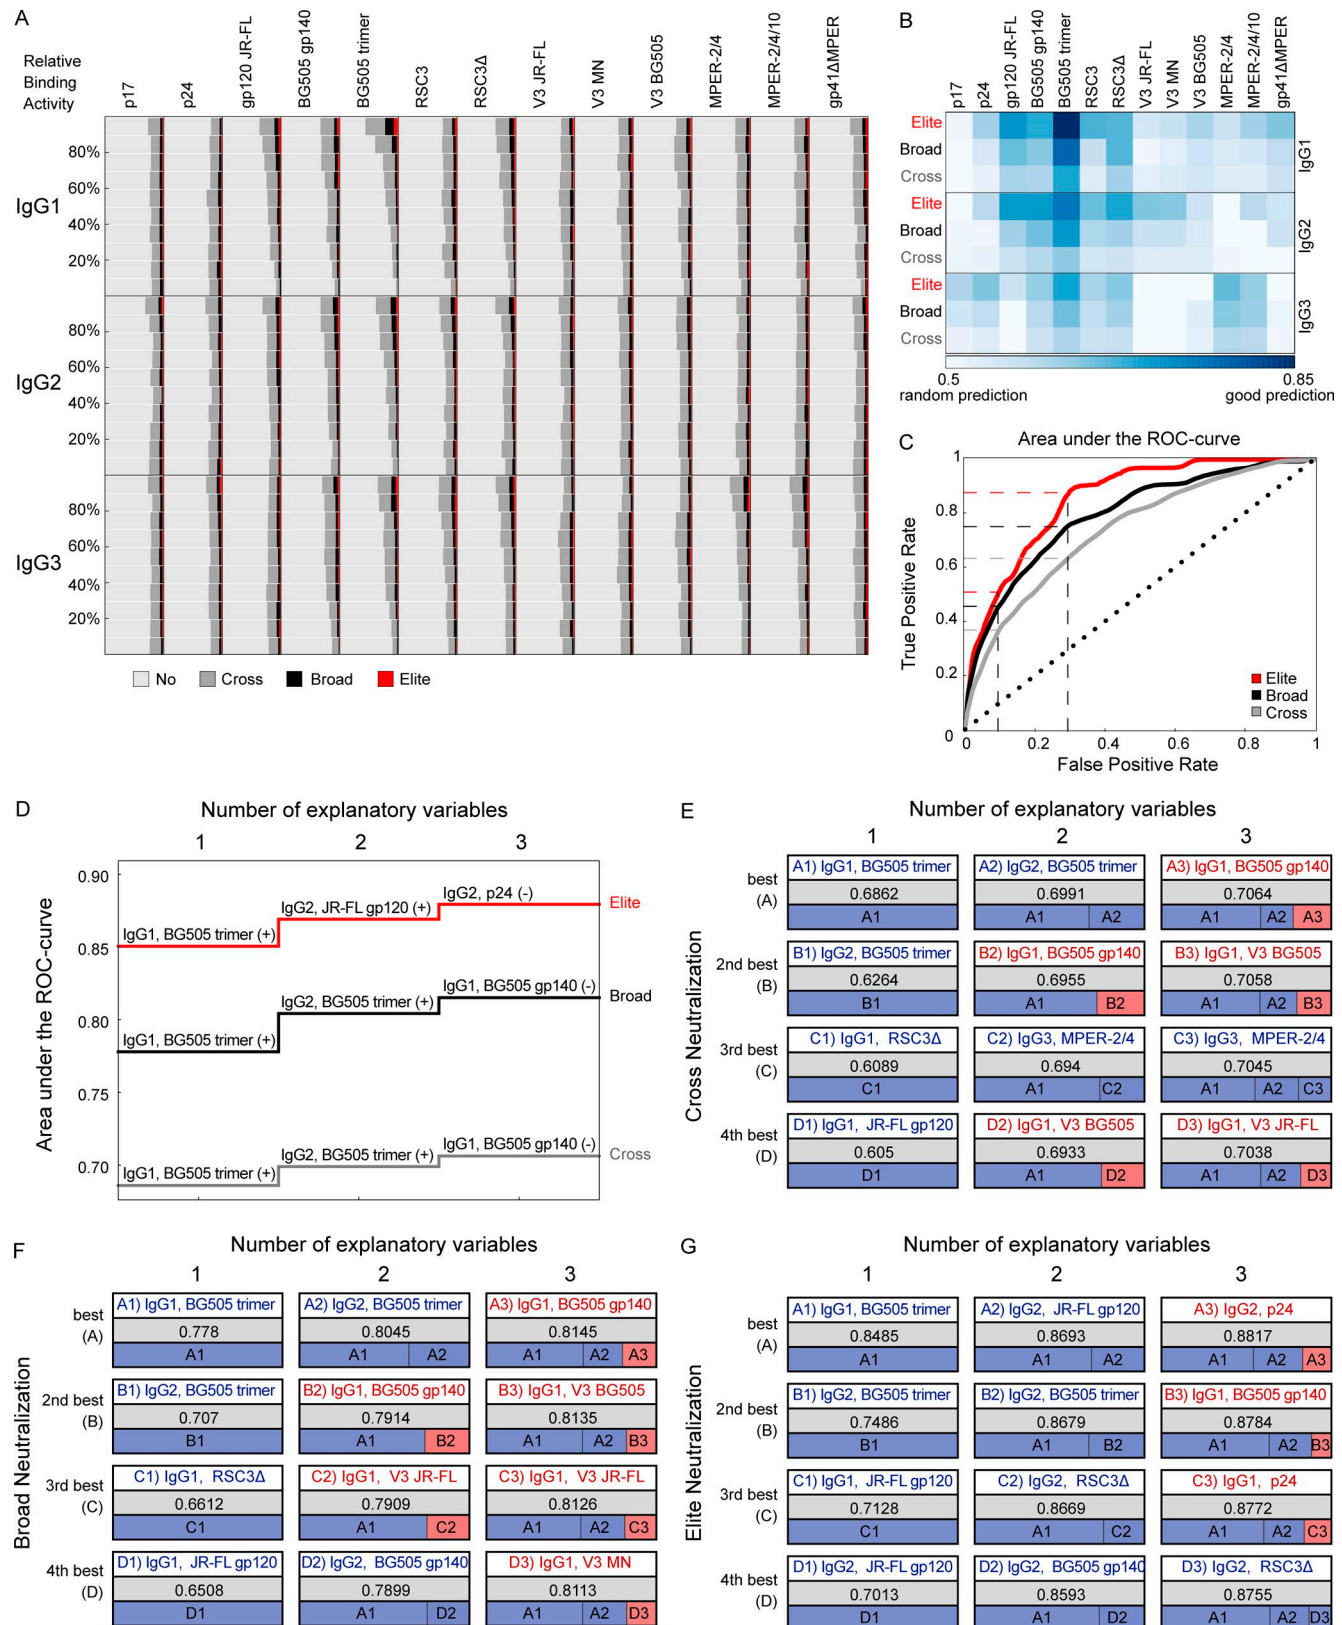 A
Relative
Binding
Activity
p17
p24
gp120 JR-FL
BG505 gp140
BG505 trimer
RSC3
RSC3Δ
V3 JR-FL
V3 MN
V3 BG505
MPER-2/4
MPER-2/4/10
gp41ΔMPER
IgG1
80%
60%
40%
20%
IgG2
80%
60%
40%
20%
IgG3
80%
60%
40%
20%
No Cross Broad Elite
B
p17
p24
gp120 JR-FL
BG505 gp140
BG505 trimer
RSC3
RSC3Δ
V3 JR-FL
V3 MN
V3 BG505
MPER-2/4
MPER-2/4/10
gp41ΔMPER
Elite
Broad
Cross
IgG1
Elite
Broad
Cross
IgG2
Elite
Broad
Cross
IgG3
0.5 0.85
random prediction good prediction
C
Area under the ROC-curve
True Positive Rate
1
0.8
0.6
0.4
0.2
0
0 0.2 0.4 0.6 0.8 1
False Positive Rate
Elite
Broad
Cross
D
Number of explanatory variables
1 2 3
Area under the ROC-curve
0.90
0.85
0.80
0.75
0.70
IgG1, BG505 trimer (+)
IgG2, JR-FL gp120 (+)
IgG2, p24 (-)
Elite
IgG1, BG505 trimer (+)
IgG2, BG505 trimer (+)
IgG1, BG505 gp140 (-)
Broad
IgG1, BG505 trimer (+)
IgG2, BG505 trimer (+)
IgG1, BG505 gp140 (-)
Cross
E
Number of explanatory variables
1 2 3
Cross Neutralization
best
(A)
A1) IgG1, BG505 trimer A2) IgG2, BG505 trimer A3) IgG1, BG505 gp140
0.6862 0.6991 0.7064
A1 A1 A2 A1 A2 A3
2nd best
(B)
B1) IgG2, BG505 trimer B2) IgG1, BG505 gp140 B3) IgG1, V3 BG505
0.6264 0.6955 0.7058
B1 A1 B2 A1 A2 B3
3rd best
(C)
C1) IgG1, RSC3Δ C2) IgG3, MPER-2/4 C3) IgG3, MPER-2/4
0.6089 0.694 0.7045
C1 A1 C2 A1 A2 C3
4th best
(D)
D1) IgG1, JR-FL gp120 D2) IgG1, V3 BG505 D3) IgG1, V3 JR-FL
0.605 0.6933 0.7038
D1 A1 D2 A1 A2 D3
F
Number of explanatory variables
1 2 3
Broad Neutralization
best
(A)
A1) IgG1, BG505 trimer A2) IgG2, BG505 trimer A3) IgG1, BG505 gp140
0.778 0.8045 0.8145
A1 A1 A2 A1 A2 A3
2nd best
(B)
B1) IgG2, BG505 trimer B2) IgG1, BG505 gp140 B3) IgG1, V3 BG505
0.707 0.7914 0.8135
B1 A1 B2 A1 A2 B3
3rd best
(C)
C1) IgG1, RSC3Δ C2) IgG1, V3 JR-FL C3) IgG1, V3 JR-FL
0.6612 0.7909 0.8126
C1 A1 C2 A1 A2 C3
4th best
(D)
D1) IgG1, JR-FL gp120 D2) IgG2, BG505 gp140 D3) IgG1, V3 MN
0.6508 0.7899 0.8113
D1 A1 D2 A1 A2 D3
G
Number of explanatory variables
1 2 3
Elite Neutralization
best
(A)
A1) IgG1, BG505 trimer A2) IgG2, JR-FL gp120 A3) IgG2, p24
0.8485 0.8693 0.8817
A1 A1 A2 A1 A2 A3
2nd best
(B)
B1) IgG2, BG505 trimer B2) IgG2, BG505 trimer B3) IgG1, BG505 gp140
0.7486 0.8679 0.8784
B1 A1 B2 A1 A2 B3
3rd best
(C)
C1) IgG1, JR-FL gp120 C2) IgG2, RSC3Δ C3) IgG1, p24
0.7128 0.8669 0.8772
C1 A1 C2 A1 A2 C3
4th best
(D)
D1) IgG2, JR-FL gp120 D2) IgG2, BG505 gp140 D3) IgG2, RSC3Δ
0.7013 0.8593 0.8755
D1 A1 D2 A1 A2 D3